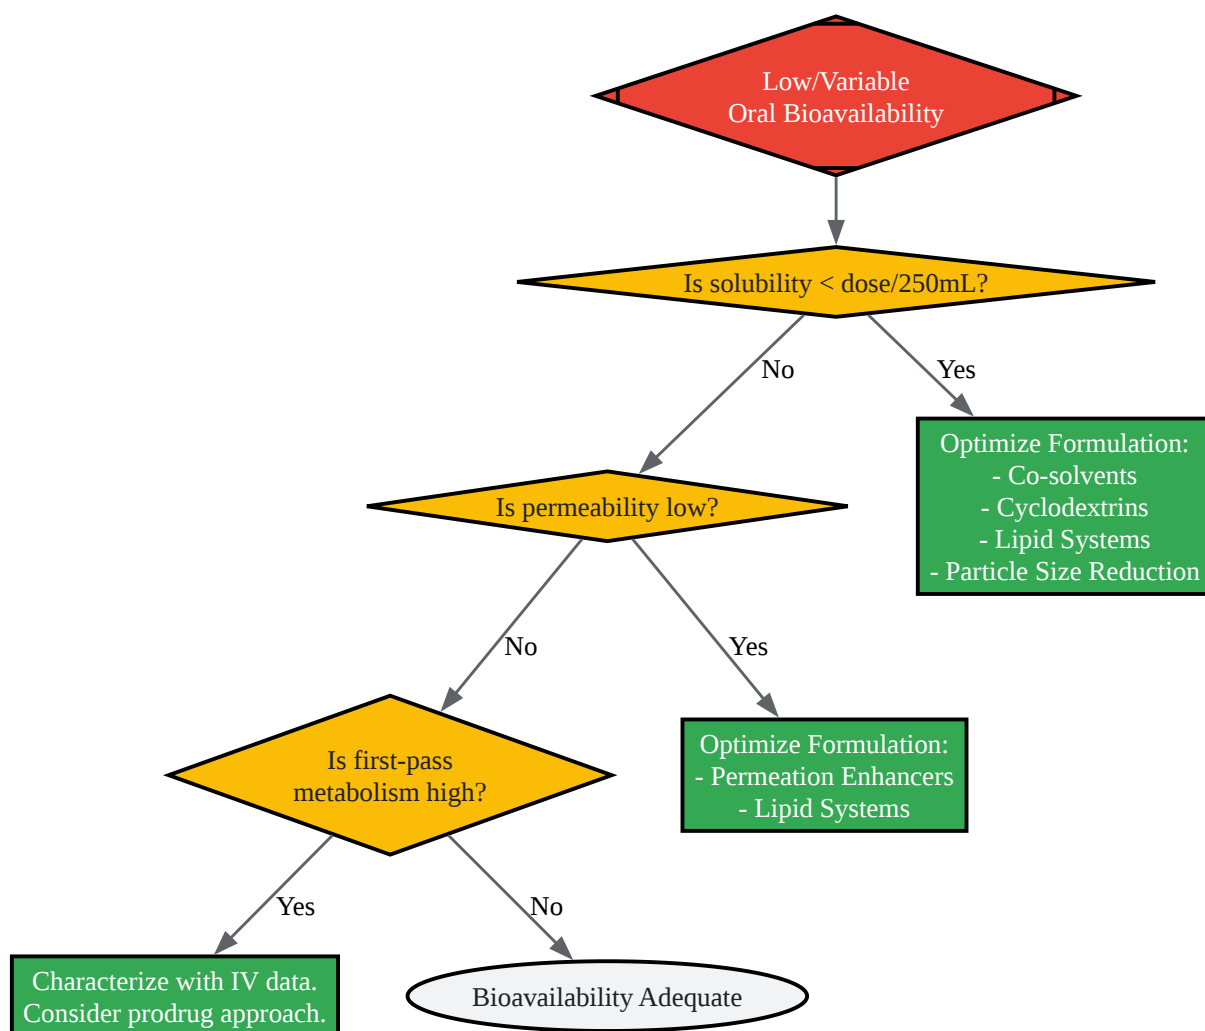 Low/Variable
Oral Bioavailability
Is solubility < dose/250mL?
No
Yes
Optimize Formulation:
- Co-solvents
- Cyclodextrins
- Lipid Systems
- Particle Size Reduction
Is permeability low?
No
Yes
Optimize Formulation:
- Permeation Enhancers
- Lipid Systems
Is first-pass
metabolism high?
Yes
No
Characterize with IV data.
Consider prodrug approach.
Bioavailability Adequate